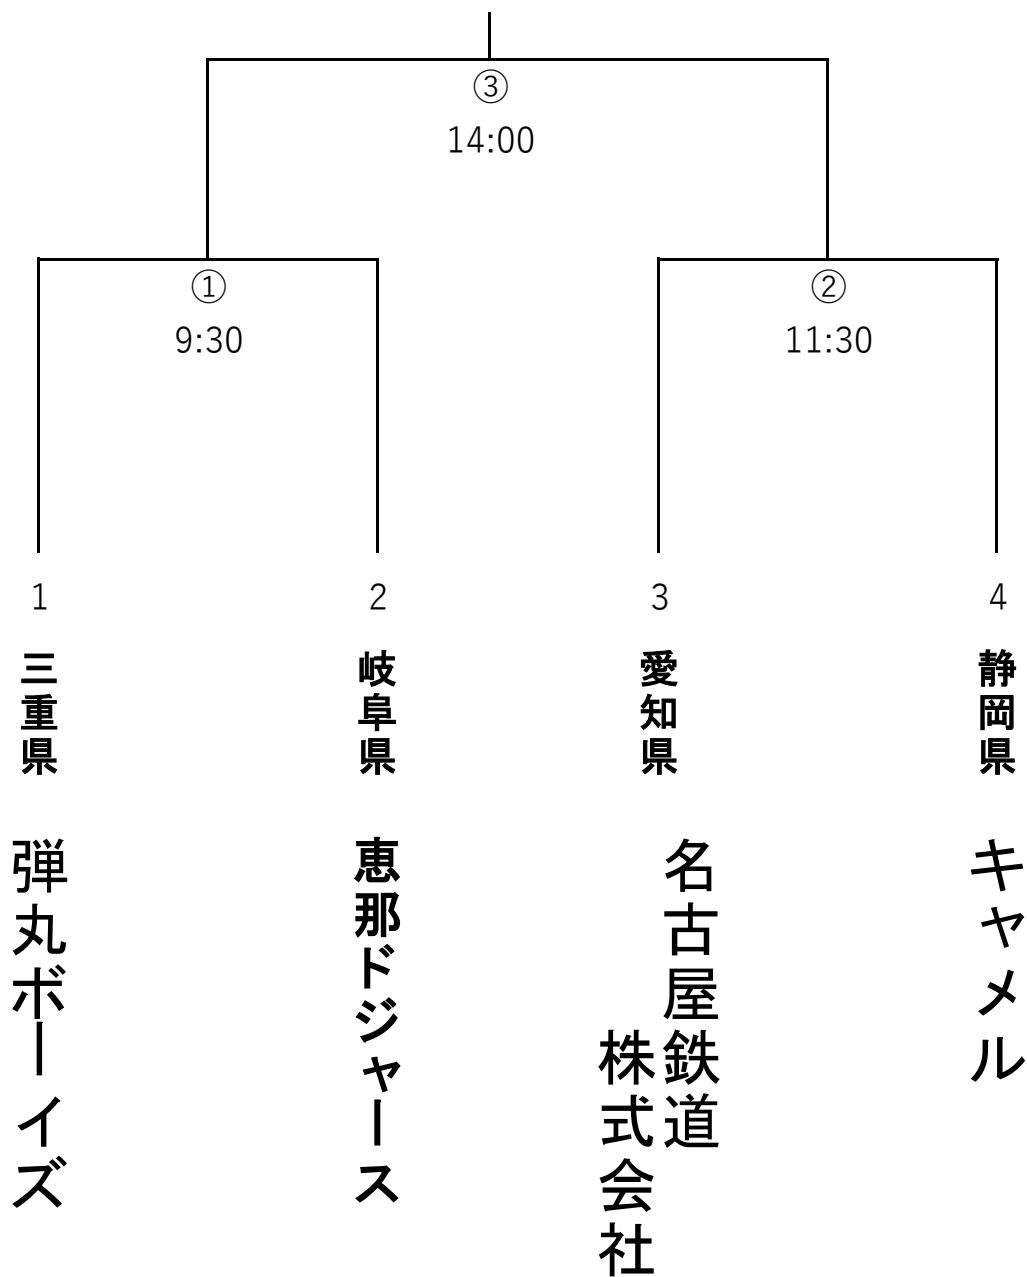 ③
14:00
①
9:30
②
11:30
1
2
3
4
三重県
岐阜県
愛知県
静岡県
弾丸ボーイズ
恵那ドジャース
名古屋鉄道
株式会社
キャメル